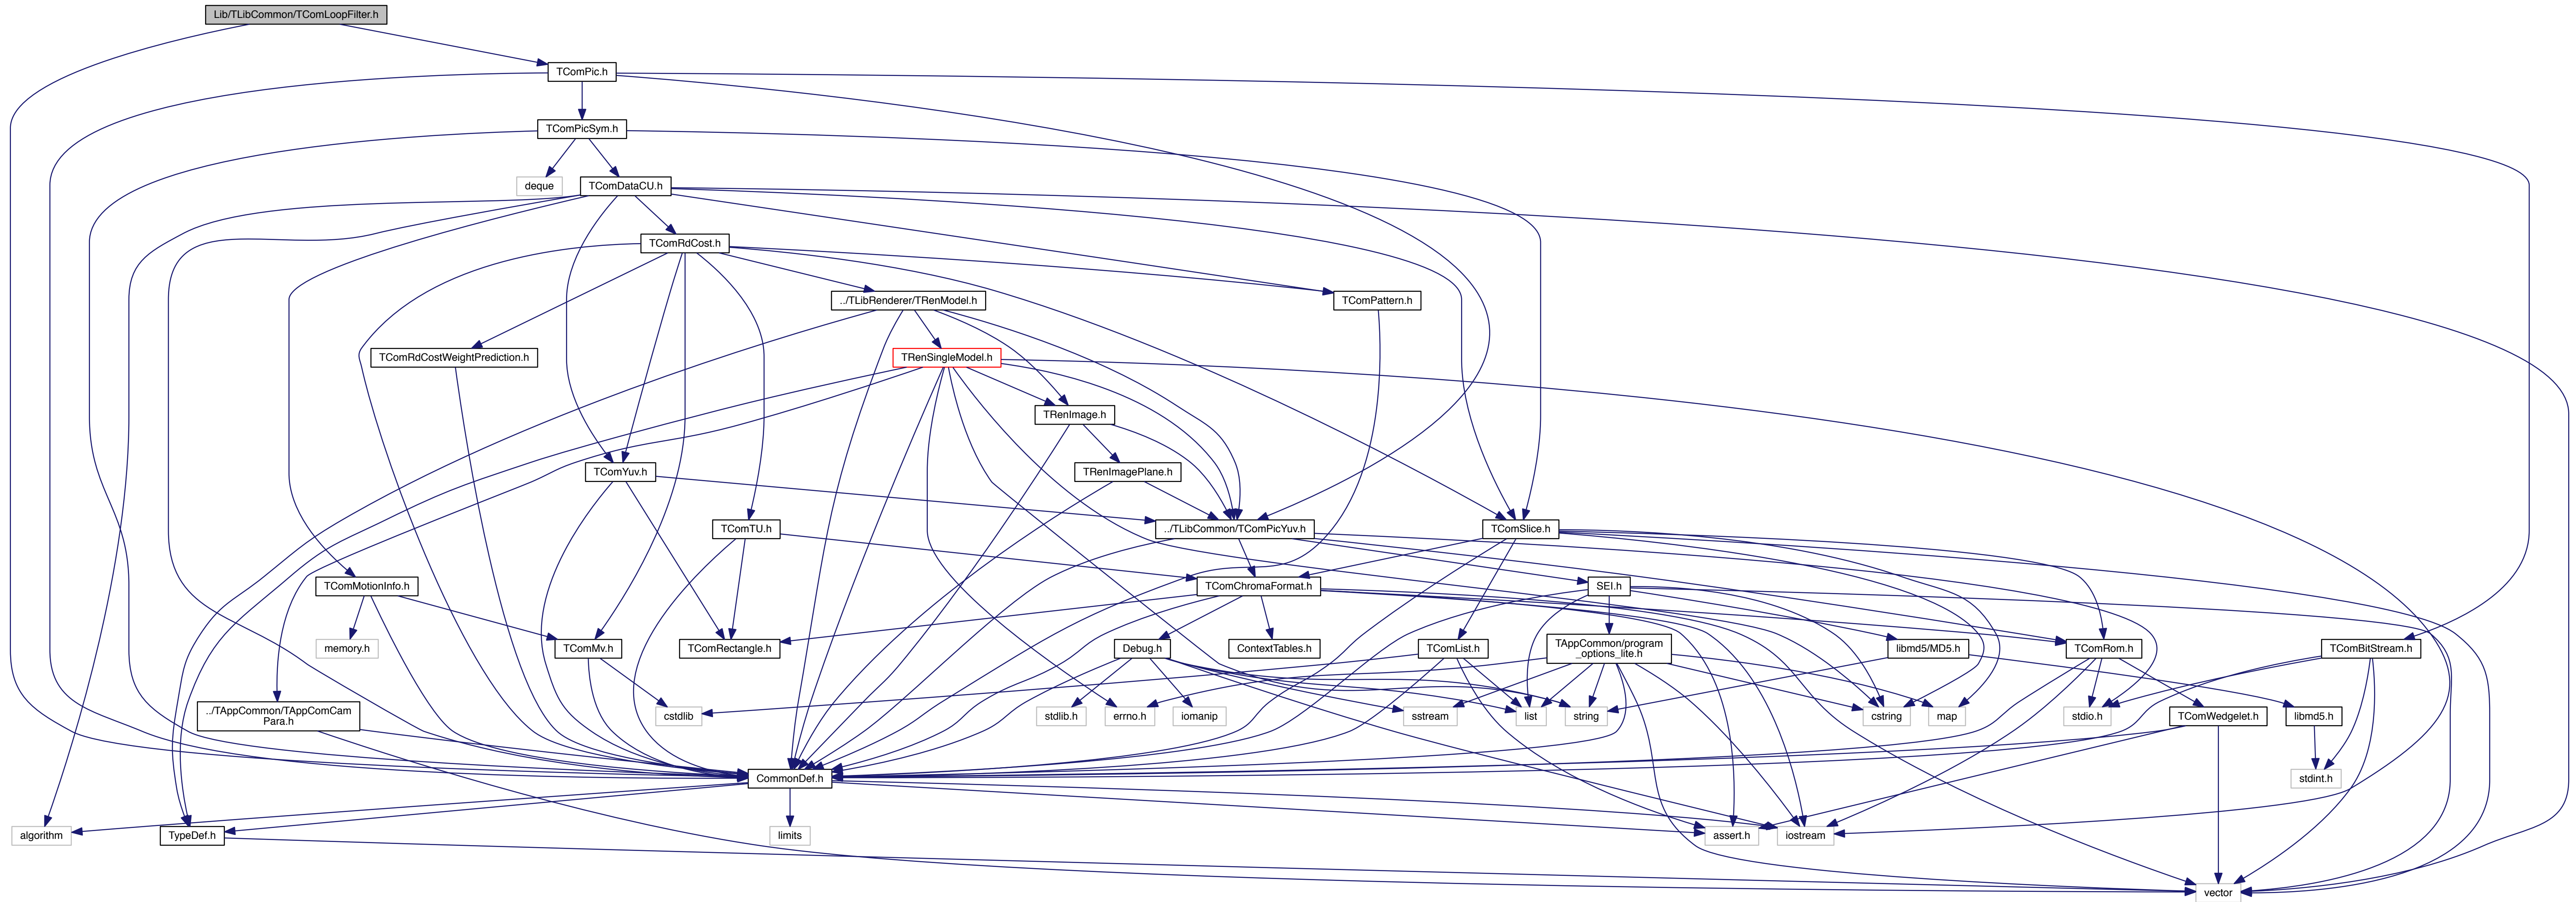 Lib/TLibCommon/TComLoopFilter.h
TComPic.h
TComPicSym.h
deque
TComDataCU.h
TComRdCost.h
../TLibRenderer/TRenModel.h
TComPattern.h
TComRdCostWeightPrediction.h
TRenSingleModel.h
TRenImage.h
TComYuv.h
TRenImagePlane.h
TComTU.h
../TLibCommon/TComPicYuv.h
TComSlice.h
TComMotionInfo.h
TComChromaFormat.h
SEI.h
memory.h
TComMv.h
TComRectangle.h
Debug.h
ContextTables.h
TComList.h
TAppCommon/program
_options_lite.h
libmd5/MD5.h
TComRom.h
TComBitStream.h
../TAppCommon/TAppComCam
Para.h
cstdlib
stdlib.h
errno.h
iomanip
sstream
list
string
cstring
map
stdio.h
TComWedgelet.h
libmd5.h
CommonDef.h
stdint.h
algorithm
TypeDef.h
limits
assert.h
iostream
vector